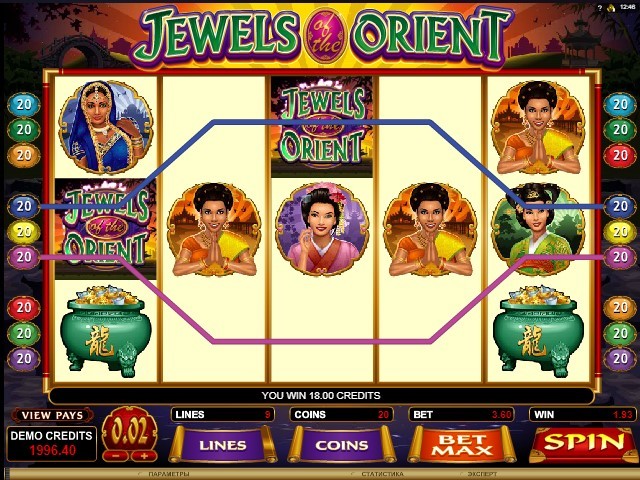 ? 12:46
JEWELS of the ORIENT
20 20
20 JEWELS of the ORIENT 20
20 20
20 20
20 JEWELS of the ORIENT 20
20 20
20 龍 龍 20
20 20
20 20
YOU WIN 18.00 CREDITS
VIEW PAYS LINES 9 COINS 20 BET 3.60 WIN 1.93
DEMO CREDITS 0.02 LINES COINS BET MAX SPIN
1996.40 - +
ПАРАМЕТРЫ СТАТИСТИКА ЭКСПЕРТ